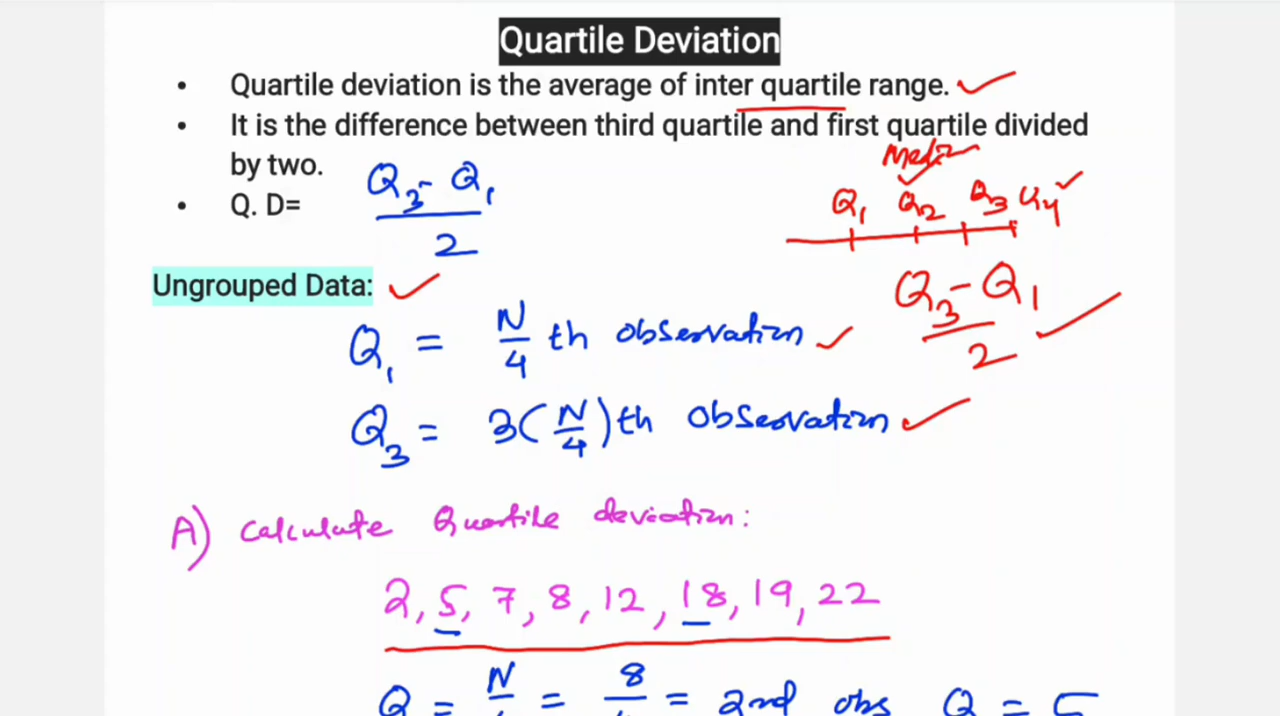 Quartile Deviation
• Quartile deviation is the average of inter quartile range.
• It is the difference between third quartile and first quartile divided
by two.
• Q. D= Q3 - Q1 / 2
Q1 Q2 Q3 Q4
Q3 - Q1 / 2
Ungrouped Data:
Q1 = N/4 th observation
Q3 = 3(N/4)th observation
A) Calculate Quartile deviation:
2, 5, 7, 8, 12, 18, 19, 22
Q = N/ = 8/ = 2nd obs Q = 5